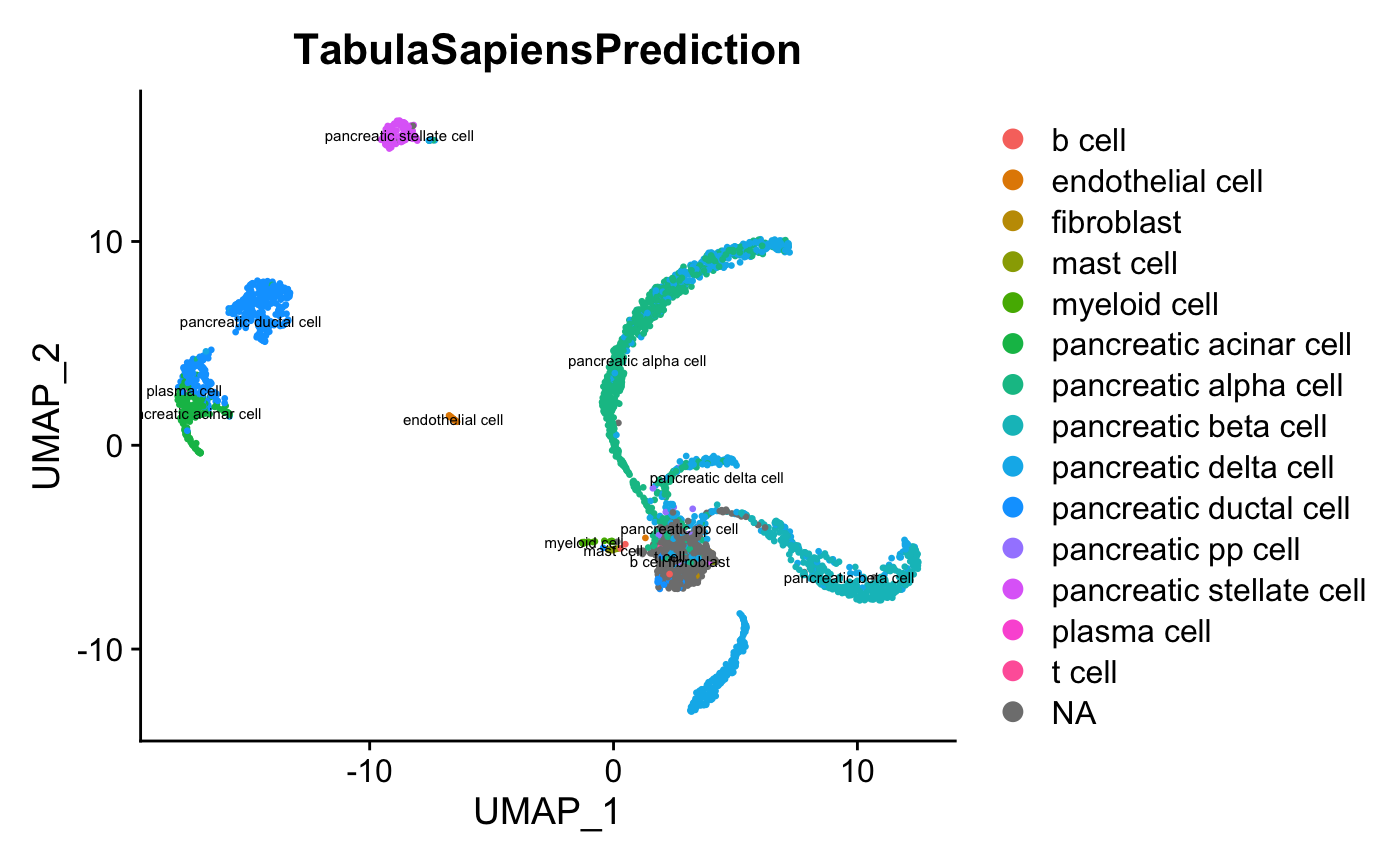 TabulaSapiensPrediction
pancreatic stellate cell
pancreatic ductal cell
plasma cell
ncreatic acinar cell
endothelial cell
pancreatic alpha cell
pancreatic delta cell
pancreatic pp cell
myeloid cell
mast cell
t cell
b cell
fibroblast
pancreatic beta cell
10
0
-10
UMAP_2
-10
0
10
UMAP_1
b cell
endothelial cell
fibroblast
mast cell
myeloid cell
pancreatic acinar cell
pancreatic alpha cell
pancreatic beta cell
pancreatic delta cell
pancreatic ductal cell
pancreatic pp cell
pancreatic stellate cell
plasma cell
t cell
NA